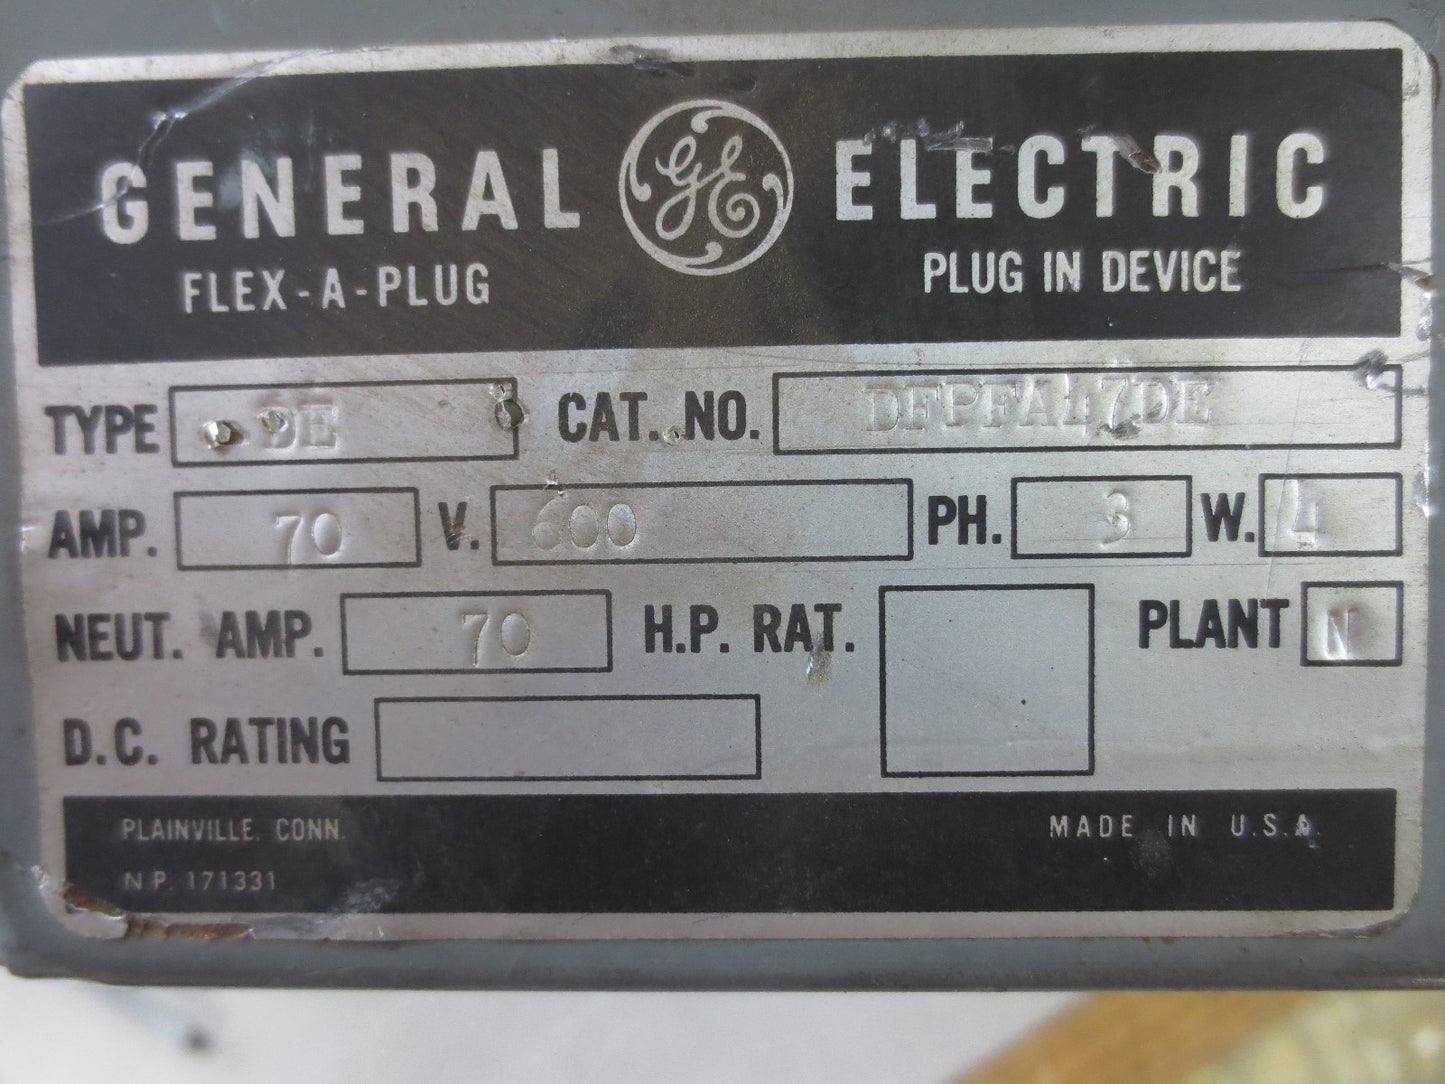 GENERAL GE ELECTRIC
FLEX-A-PLUG PLUG IN DEVICE
TYPE DE CAT. NO. DFPFA47DE
AMP. 70 V. 600 PH. 3 W. 4
NEUT. AMP. 70 H.P. RAT. PLANT N
D.C. RATING
PLAINVILLE, CONN. MADE IN U.S.A.
N P. 171331